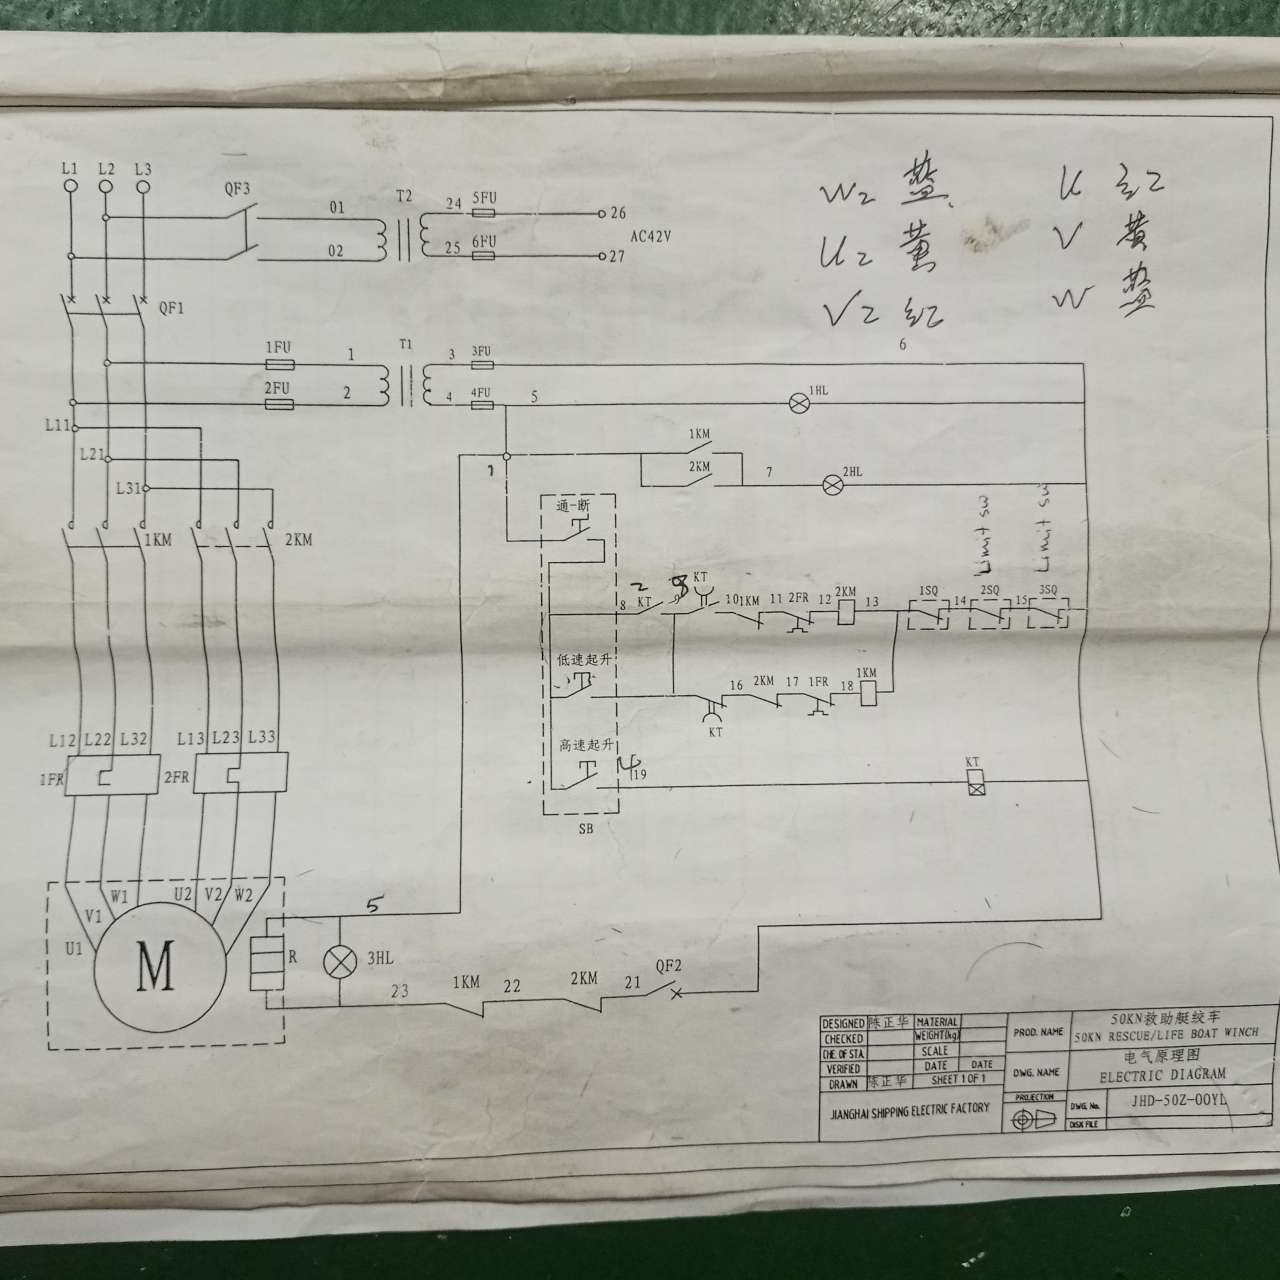 L1 L2 L3
QF3
01
02
T2
24
5FU
25
6FU
26
27
AC42V
W2 蓝
U 红
U2 黄
V 黄
V2 红
W 蓝
QF1
1FU
1
2FU
2
T1
3
3FU
4
4FU
5
6
1HL
L11
L21
L31
1
1KM
2KM
7
2HL
1KM
2KM
通-断
Limit sw
Limit sw
8
2
KT
9
8
KT
10
1KM
11
2FR
12
2KM
13
1SQ
14
2SQ
15
3SQ
低速起升
KT
16
2KM
17
1FR
18
1KM
高速起升
4
19
KT
SB
L12 L22 L32
L13 L23 L33
1FR
2FR
U1
V1
W1
U2
V2
W2
M
R
5
3HL
23
1KM
22
2KM
21
QF2
DESIGNED 陈正华 MATERIAL
CHECKED WEIGHT(kg)
CHE. OF STA. SCALE
VERIFIED DATE DATE
DRAWN 陈正华 SHEET 1 OF 1
JIANGHAI SHIPPING ELECTRIC FACTORY
PROD. NAME
50KN救助艇绞车
50KN RESCUE/LIFE BOAT WINCH
DWG. NAME
电气原理图
ELECTRIC DIAGRAM
PROJECTION
DWG. No.
JHD-50Z-00YL
DISK FILE